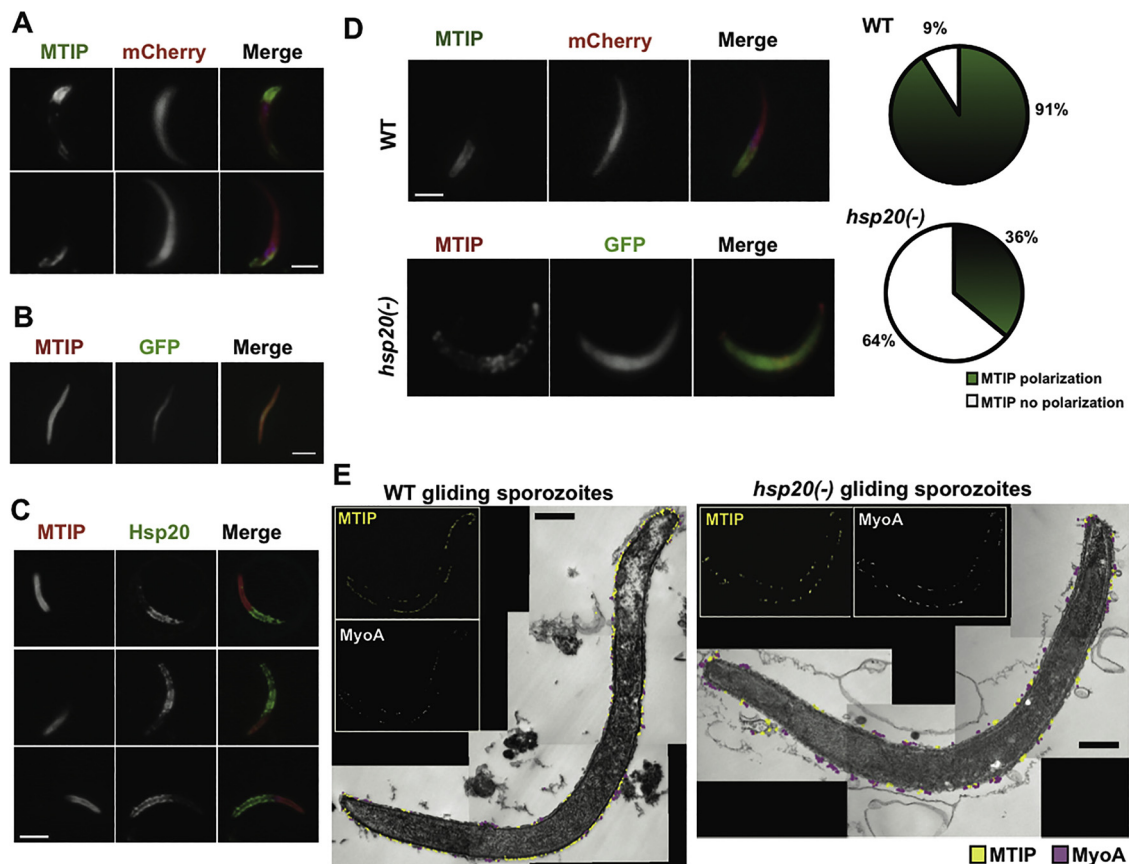 A
MTIP mCherry Merge
B
MTIP GFP Merge
C
MTIP Hsp20 Merge
D
MTIP mCherry Merge
WT
MTIP GFP Merge
hsp20(-)
WT
9%
91%
hsp20(-)
36%
64%
MTIP polarization
MTIP no polarization
E
WT gliding sporozoites
MTIP
MyoA
hsp20(-) gliding sporozoites
MTIP MyoA
MTIP MyoA